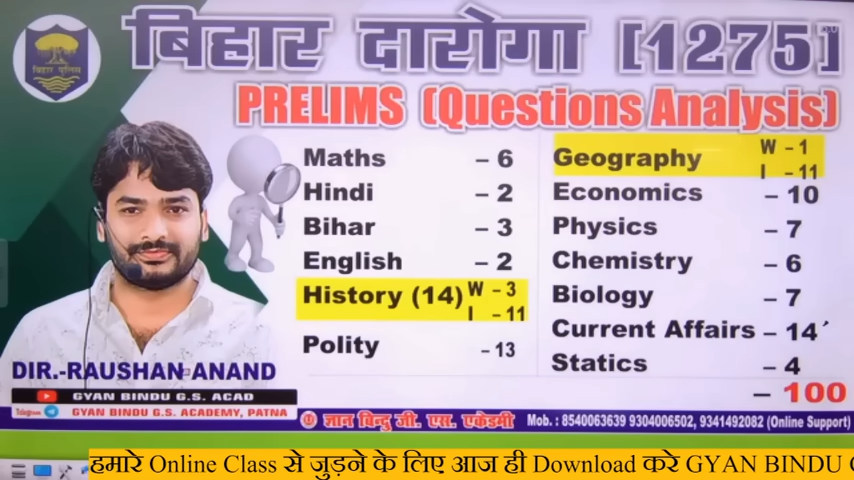 बिहार पुलिस
बिहार दारोगा [1275]
PRELIMS (Questions Analysis)
Maths - 6
Hindi - 2
Bihar - 3
English - 2
History (14) W - 3
I - 11
Polity - 13
Geography W - 1
I - 11
Economics - 10
Physics - 7
Chemistry - 6
Biology - 7
Current Affairs - 14
Statics - 4
- 100
DIR.-RAUSHAN ANAND
GYAN BINDU G.S. ACAD
Telegram GYAN BINDU G.S. ACADEMY, PATNA
ज्ञान बिन्दु जी. एस. एकेडमी Mob. : 8540063639 9304006502, 9341492082 (Online Support)
हमारे Online Class से जुड़ने के लिए आज ही Download करे GYAN BINDU